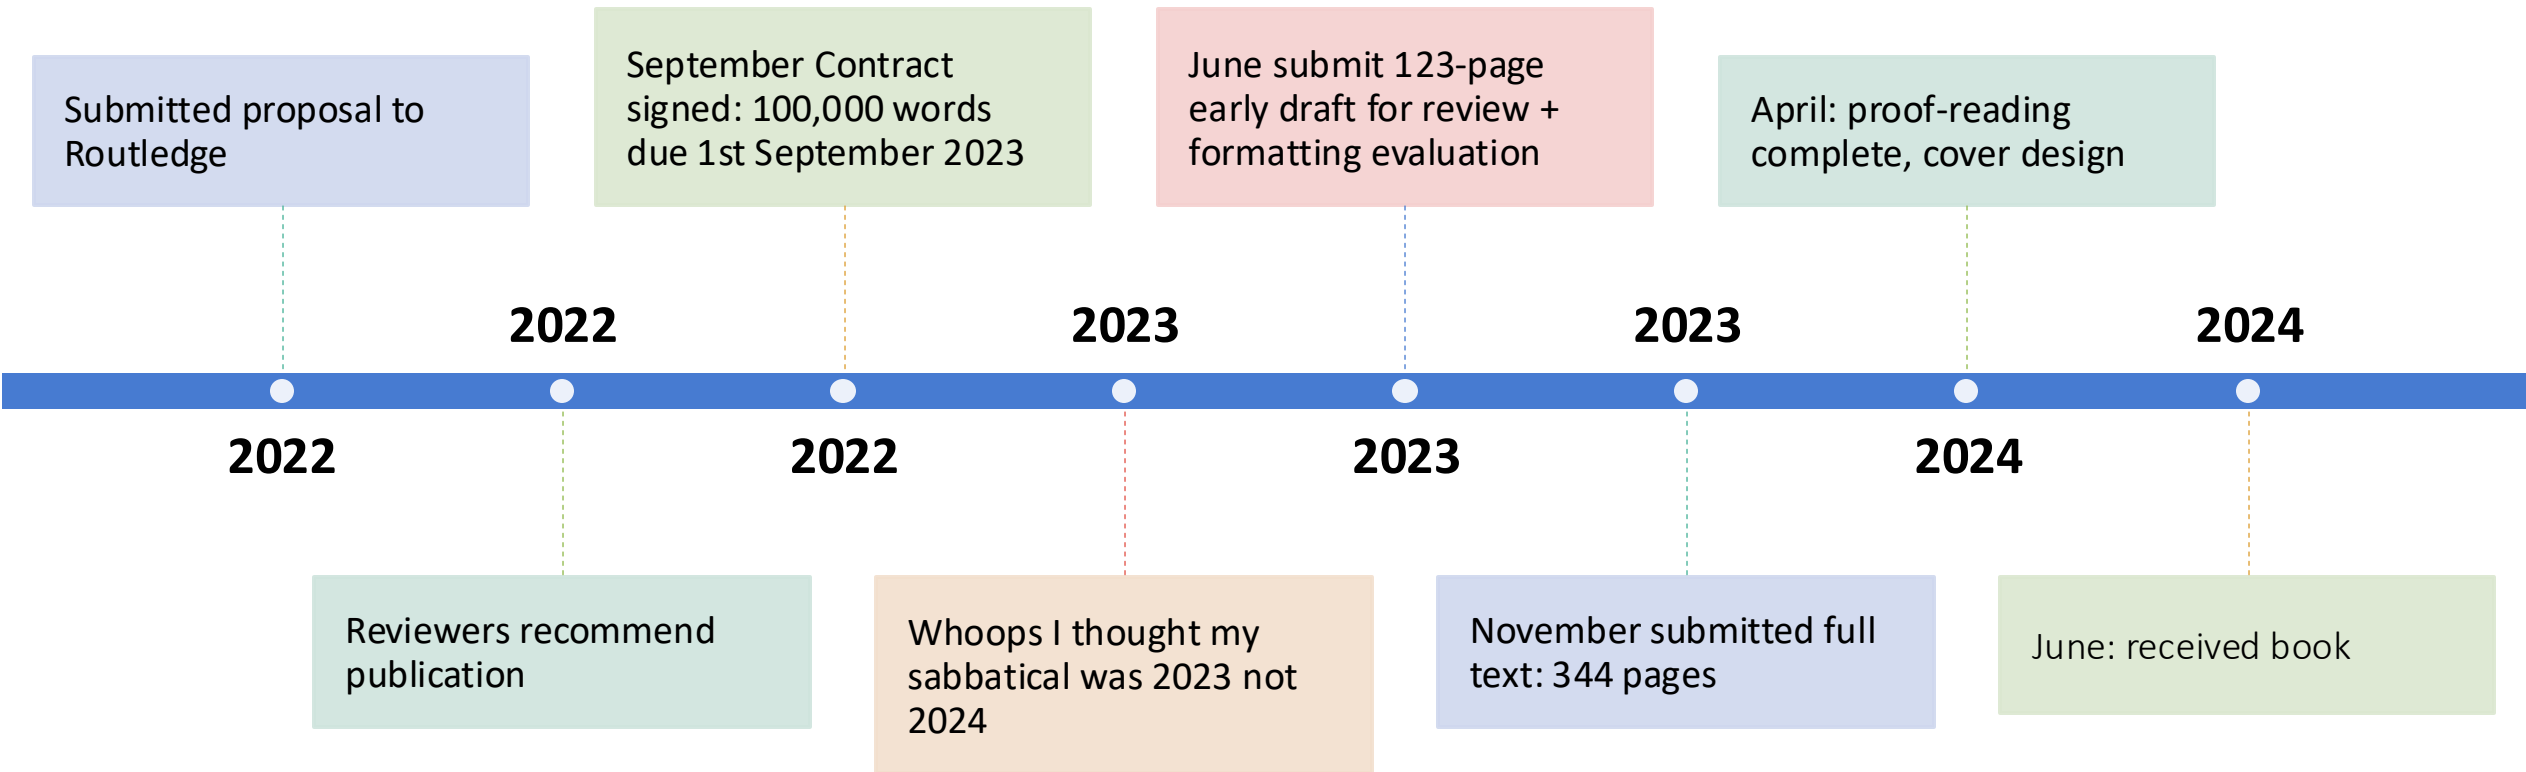 Submitted proposal to
Routledge
September Contract
signed: 100,000 words
due 1st September 2023
June submit 123-page
early draft for review +
formatting evaluation
April: proof-reading
complete, cover design
2022
2023
2023
2024
2022
2022
2023
2024
Reviewers recommend
publication
Whoops I thought my
sabbatical was 2023 not
2024
November submitted full
text: 344 pages
June: received book